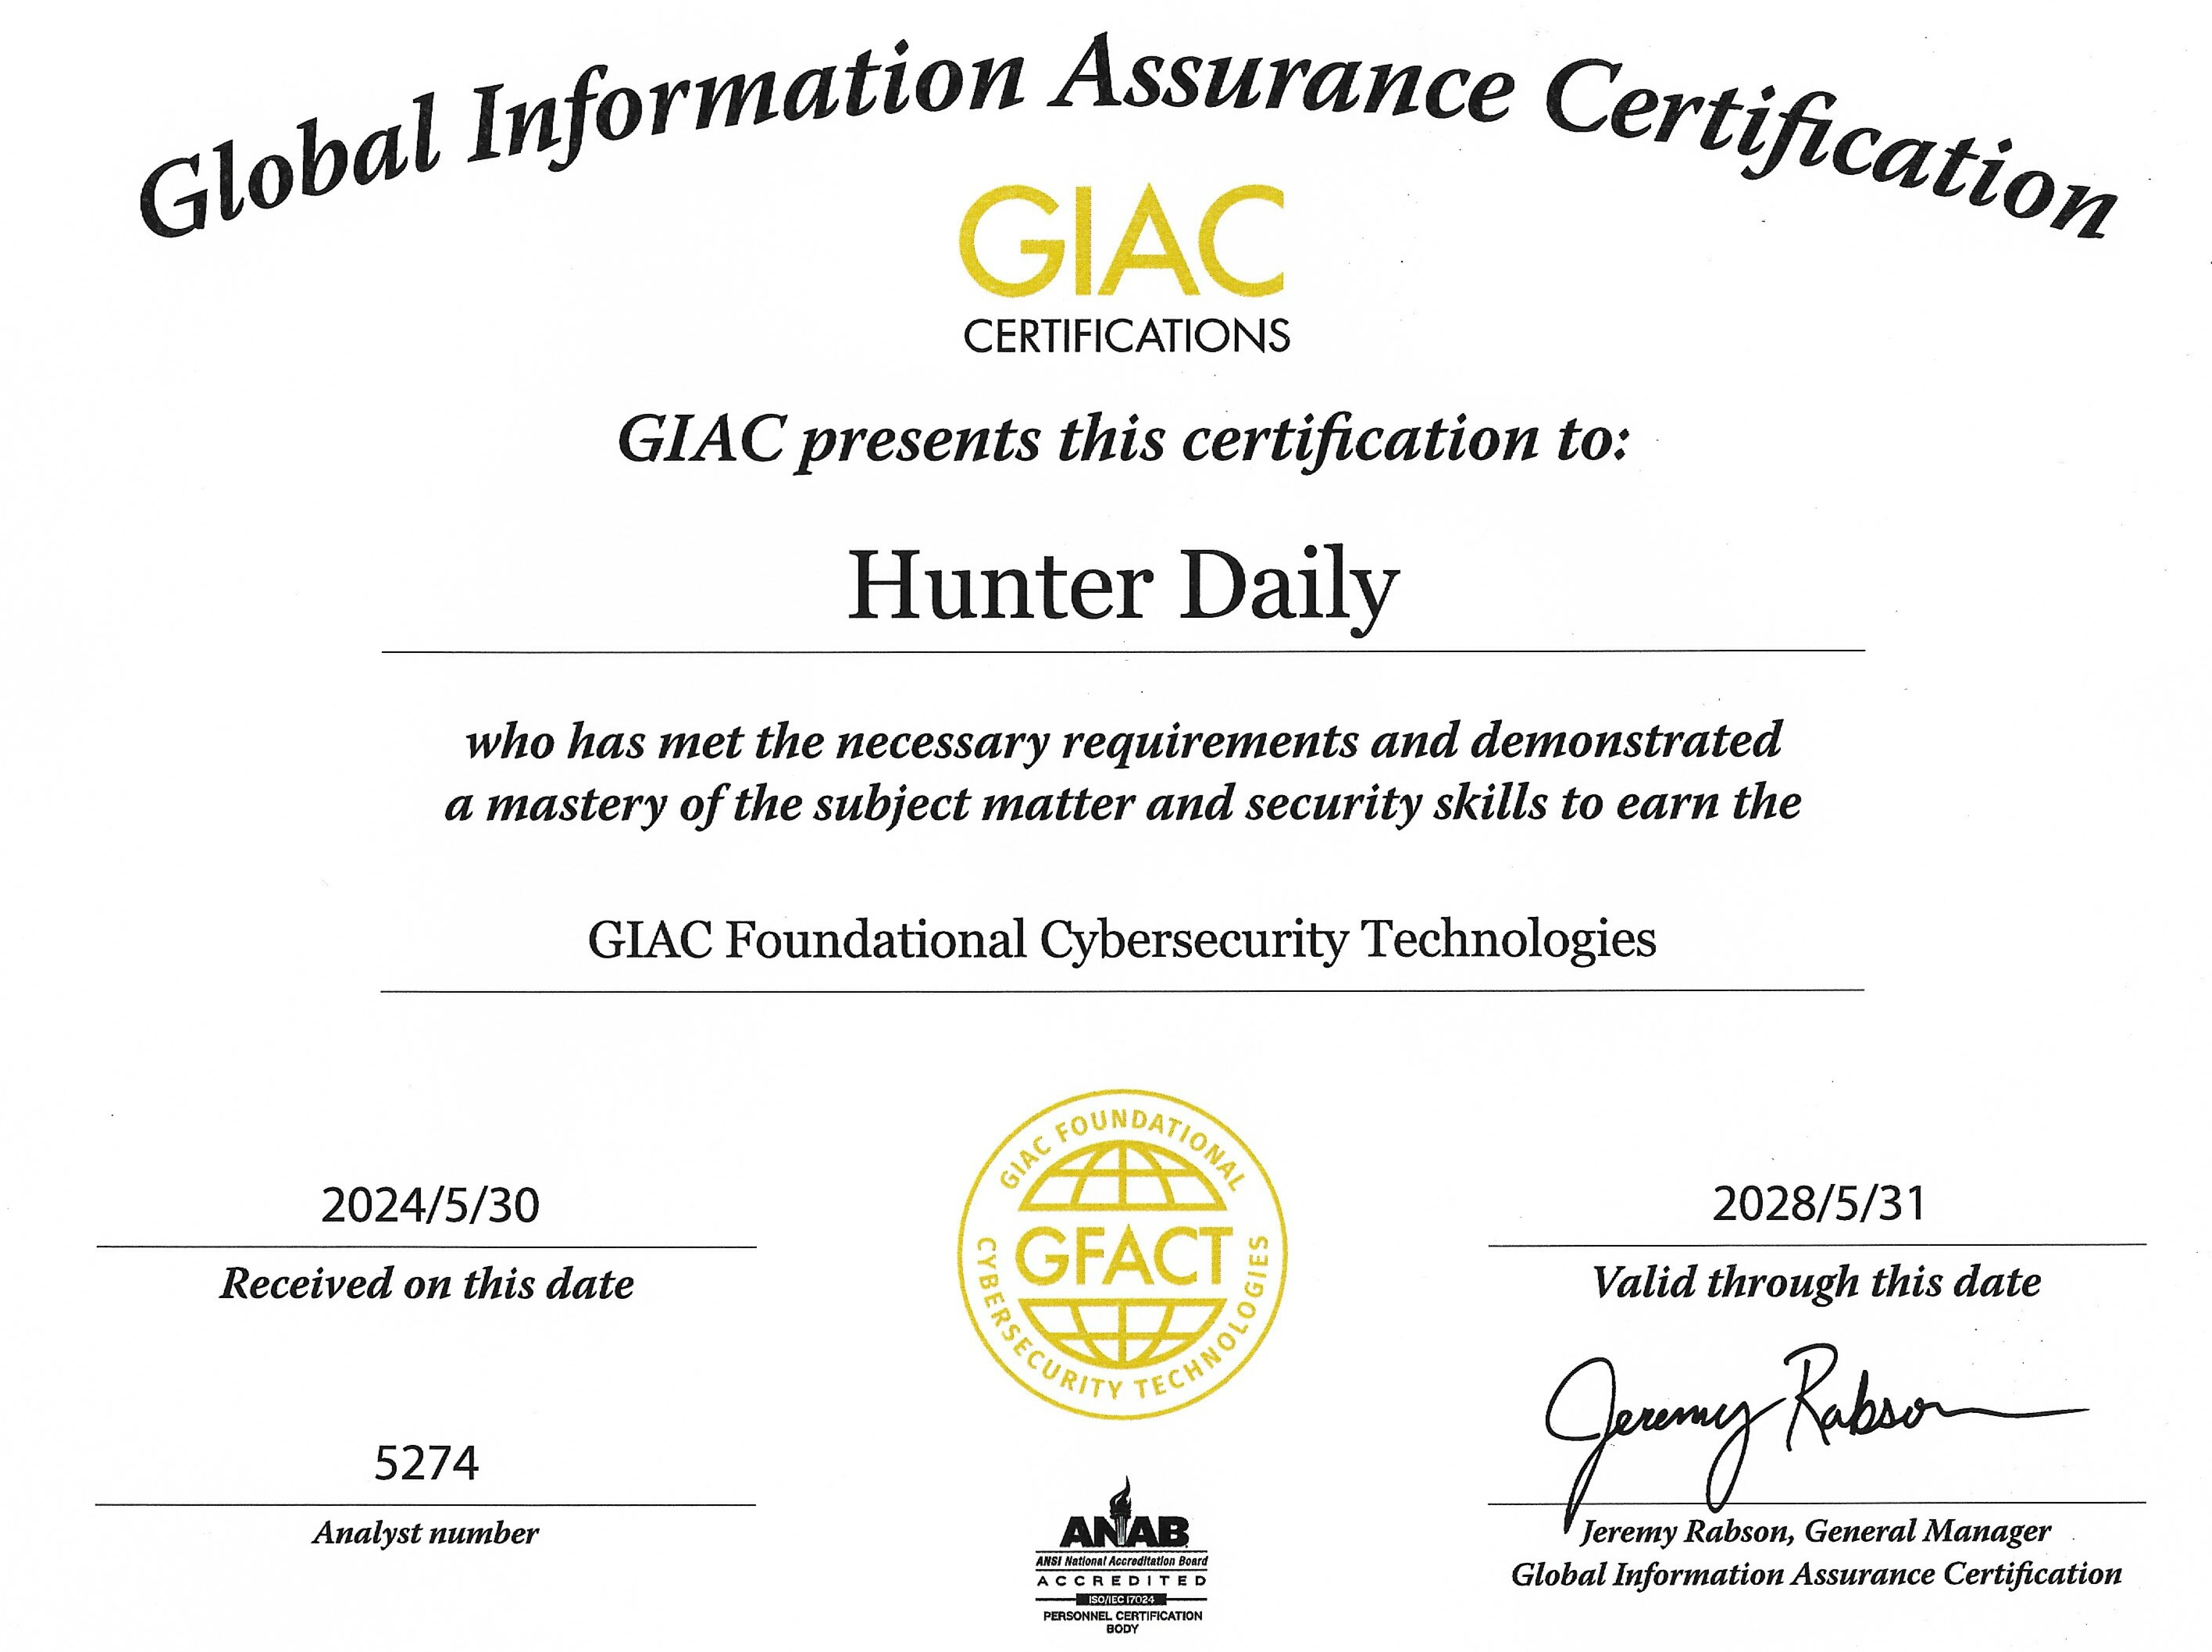 Global Information Assurance Certification
GIAC
CERTIFICATIONS
GIAC presents this certification to:
Hunter Daily
who has met the necessary requirements and demonstrated
a mastery of the subject matter and security skills to earn the
GIAC Foundational Cybersecurity Technologies
2024/5/30
Received on this date
5274
Analyst number
GIAC FOUNDATIONAL
GFACT
CYBERSECURITY TECHNOLOGIES
ANAB
ANSI National Accreditation Board
ACCREDITED
ISO/IEC 17024
PERSONNEL CERTIFICATION
BODY
2028/5/31
Valid through this date
Jeremy Rabson
Jeremy Rabson, General Manager
Global Information Assurance Certification